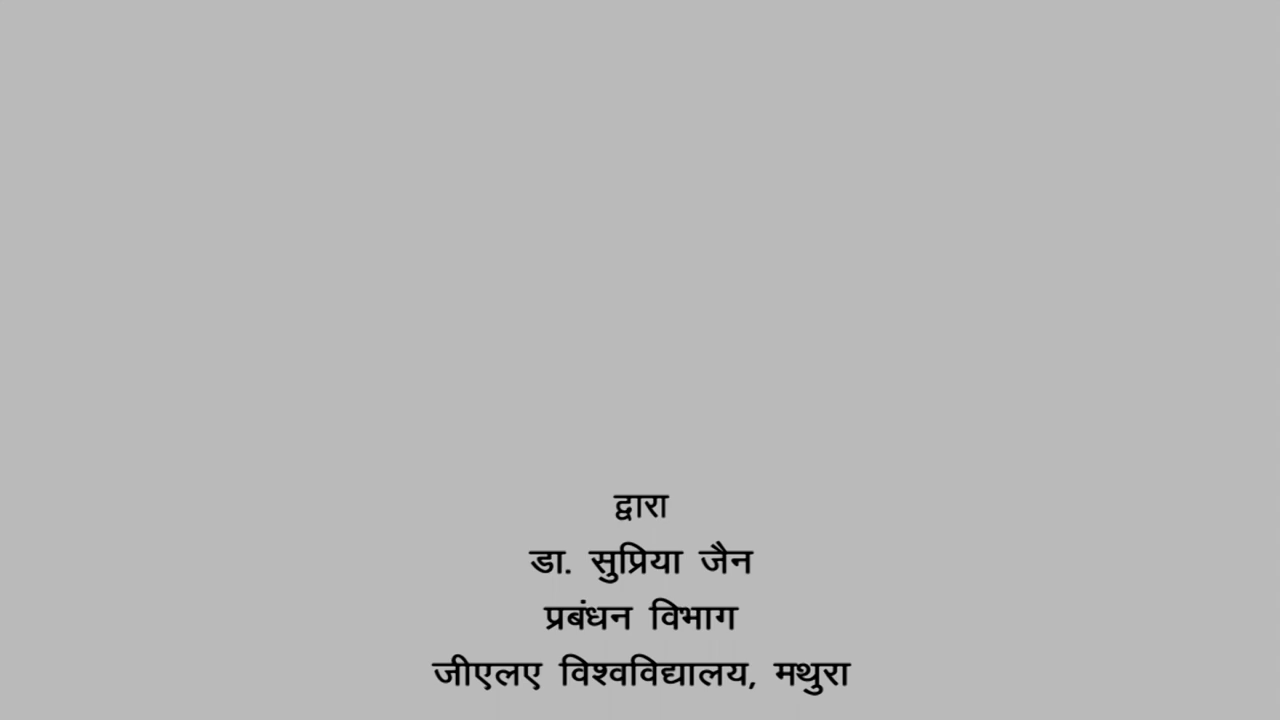 द्वारा
डा. सुप्रिया जैन
प्रबंधन विभाग
जीएलए विश्वविद्यालय, मथुरा